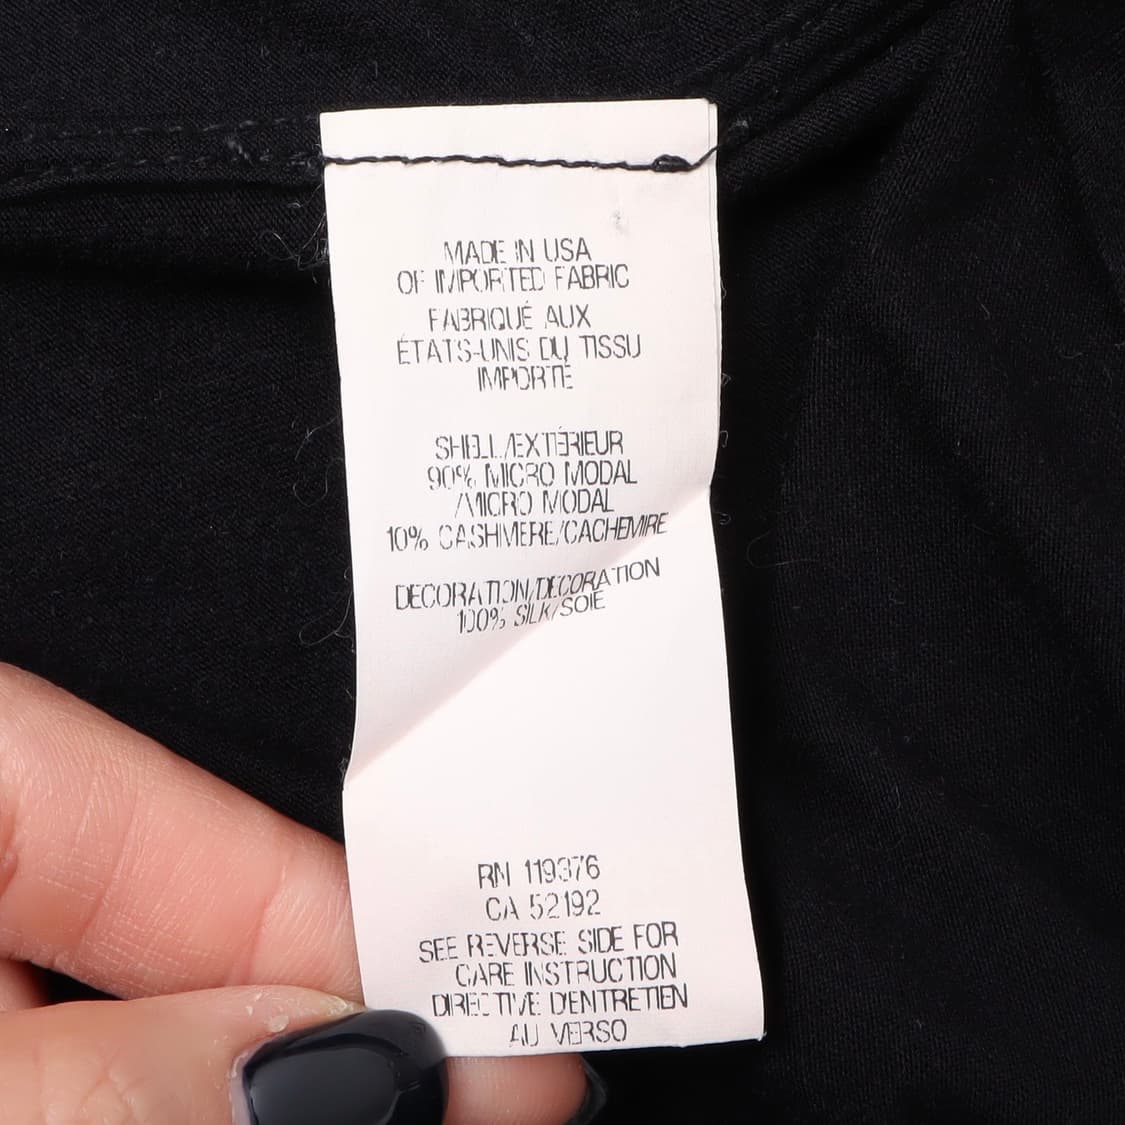 MADE IN USA
OF IMPORTED FABRIC
FABRIQUÉ AUX
ÉTATS-UNIS DU TISSU
IMPORTÉ
SHELL/EXTÉRIEUR
90% MICRO MODAL
/MICRO MODAL
10% CASHMERE/CACHEMIRE
DECORATION/DECORATION
100% SILK/SOIE
RN 119376
CA 52192
SEE REVERSE SIDE FOR
CARE INSTRUCTION
DIRECTIVE D'ENTRETIEN
AU VERSO